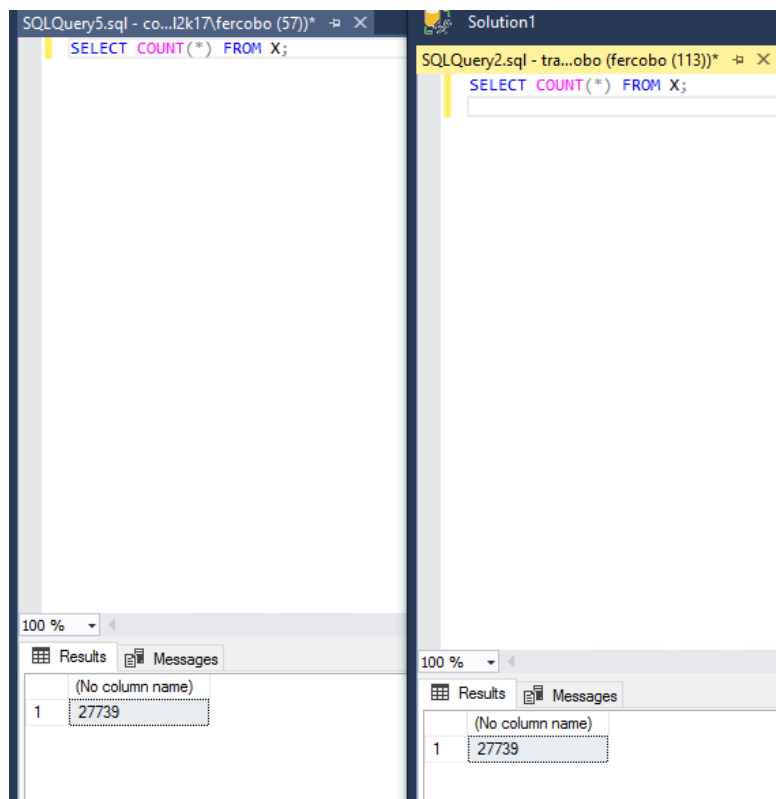 SQLQuery5.sql - co...l2k17\fercobo (57))*
SELECT COUNT(*) FROM X;
100 %
Results Messages
(No column name)
1 27739
Solution1
SQLQuery2.sql - tra...obo (fercobo (113))*
SELECT COUNT(*) FROM X;
100 %
Results Messages
(No column name)
1 27739